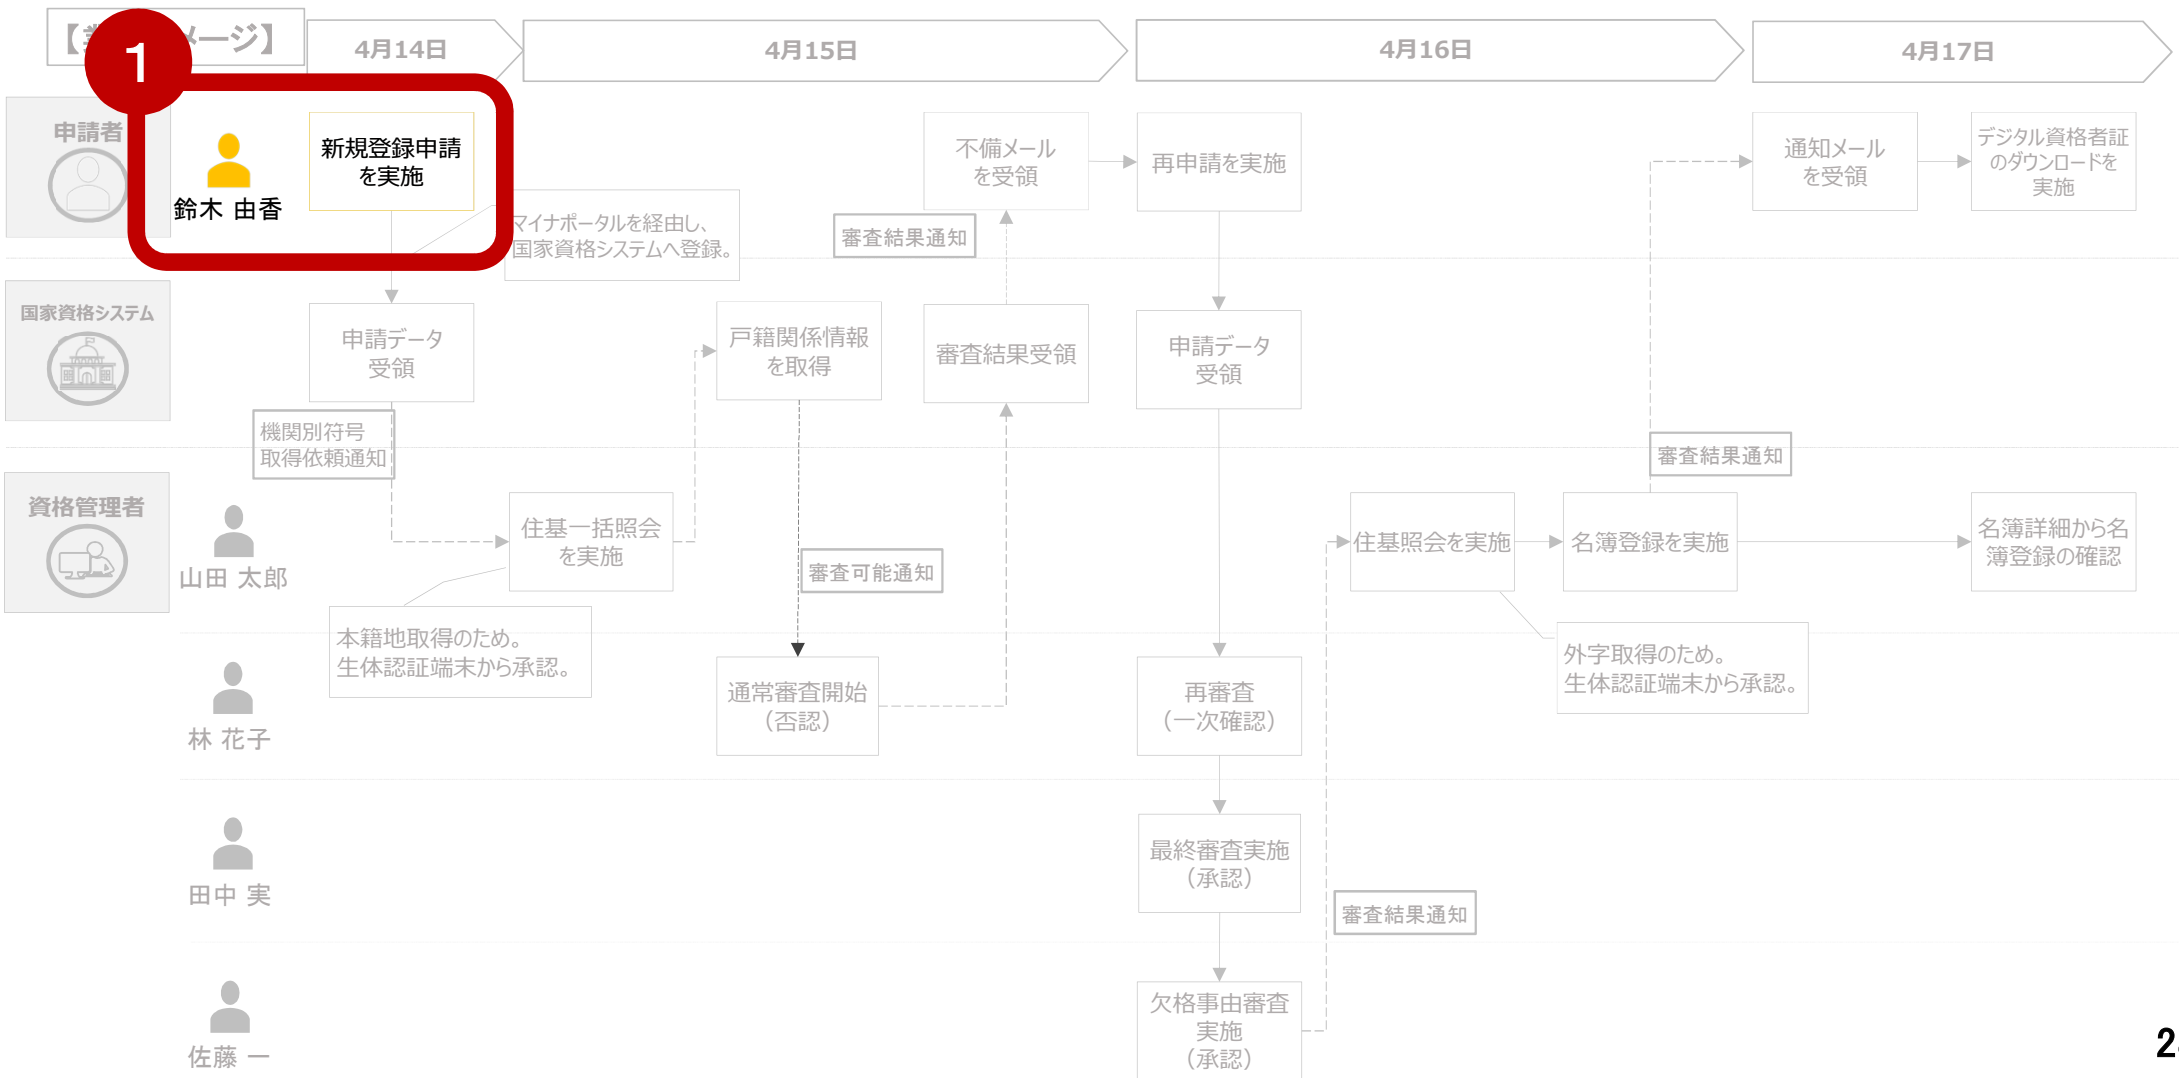 1
メージ】
4月14日
4月15日
4月16日
4月17日
申請者
鈴木 由香
新規登録申請
を実施
マイナポータルを経由し、
国家資格システムへ登録。
審査結果通知
不備メール
を受領
再申請を実施
通知メール
を受領
デジタル資格者証
のダウンロードを
実施
国家資格システム
申請データ
受領
戸籍関係情報
を取得
審査結果受領
申請データ
受領
機関別符号
取得依頼通知
審査結果通知
資格管理者
山田 太郎
住基一括照会
を実施
審査可能通知
住基照会を実施
名簿登録を実施
名簿詳細から名
簿登録の確認
本籍地取得のため。
生体認証端末から承認。
外字取得のため。
生体認証端末から承認。
林 花子
通常審査開始
（否認）
再審査
（一次確認）
田中 実
最終審査実施
（承認）
審査結果通知
佐藤 一
欠格事由審査
実施
（承認）